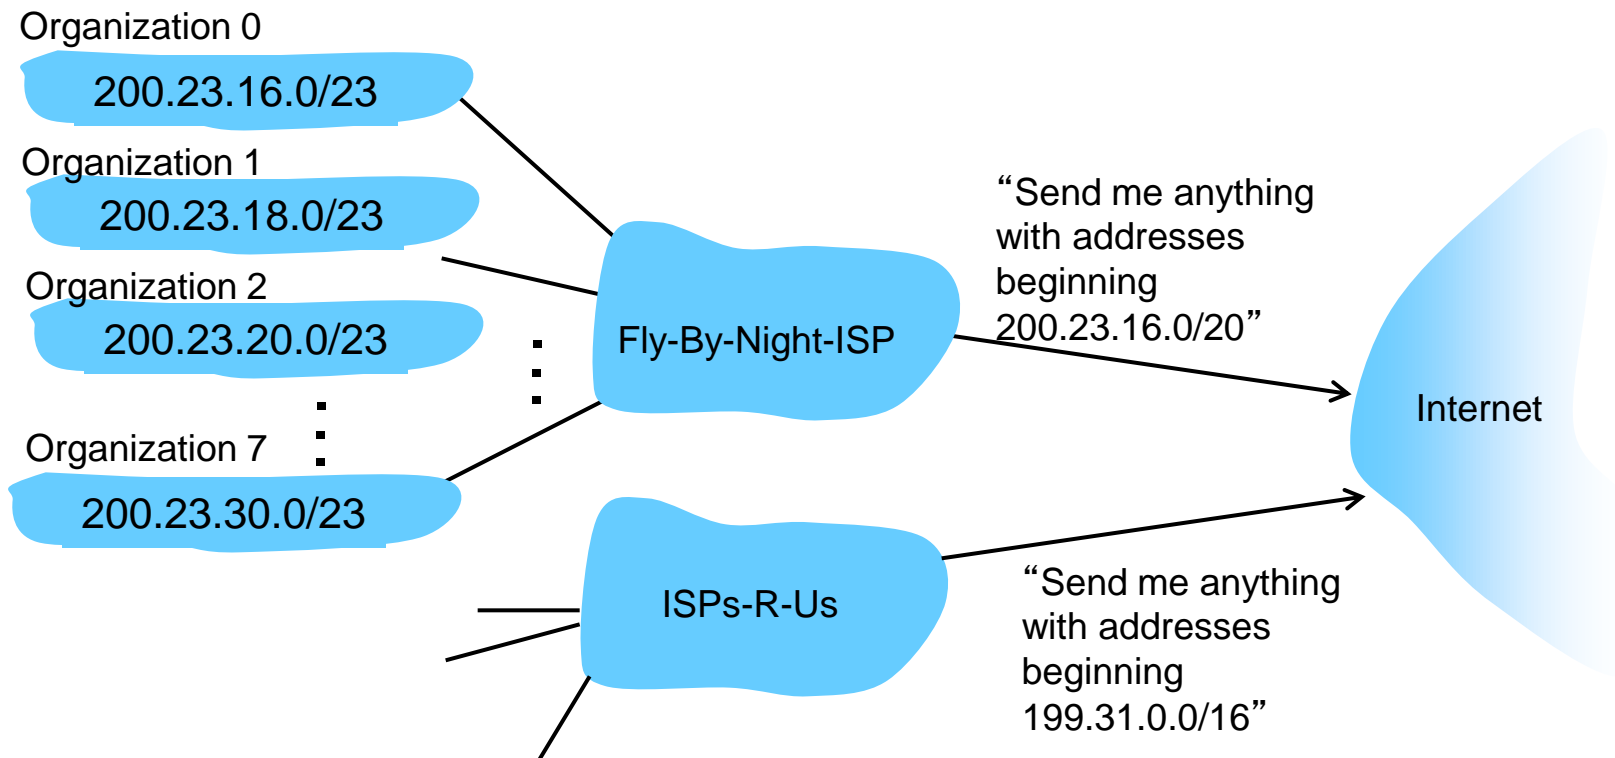 Organization 0
200.23.16.0/23
Organization 1
200.23.18.0/23
Organization 2
200.23.20.0/23
Organization 7
200.23.30.0/23
Fly-By-Night-ISP
“Send me anything
with addresses
beginning
200.23.16.0/20”
Internet
ISPs-R-Us
“Send me anything
with addresses
beginning
199.31.0.0/16”